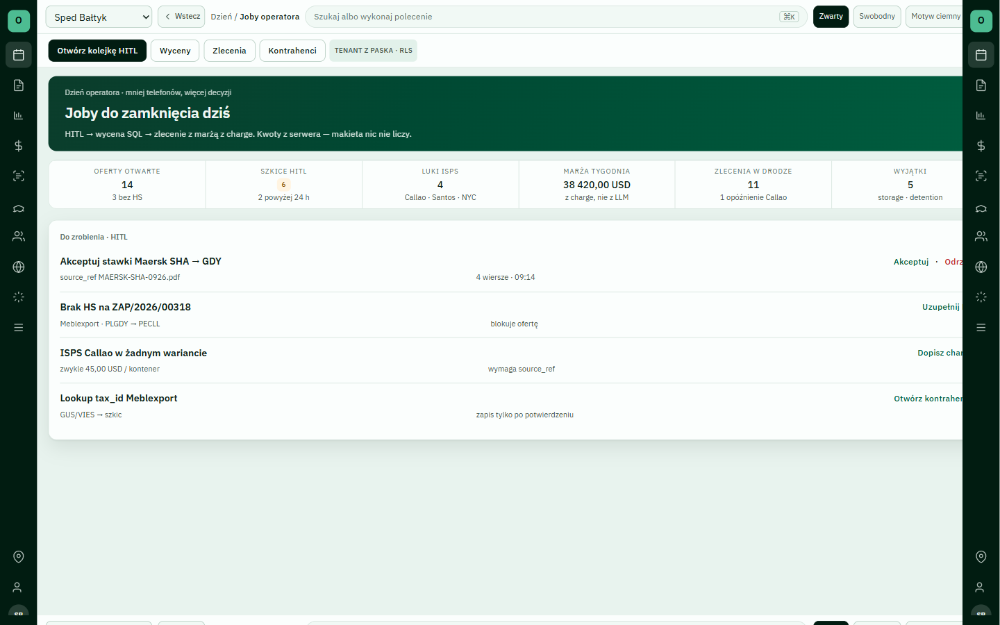 O
Sped Bałtyk
Wstecz
Dzień / Joby operatora
Szukaj albo wykonaj polecenie
⌘K
Zwarty
Swobodny
Motyw ciemny
O
Otwórz kolejkę HITL
Wyceny
Zlecenia
Kontrahenci
TENANT Z PASKA · RLS
Dzień operatora · mniej telefonów, więcej decyzji
Joby do zamknięcia dziś
HITL → wycena SQL → zlecenie z marżą z charge. Kwoty z serwera — makieta nic nie liczy.
OFERTY OTWARTE
14
3 bez HS
SZKICE HITL
6
2 powyżej 24 h
LUKI ISPS
4
Callao · Santos · NYC
MARŻA TYGODNIA
38 420,00 USD
z charge, nie z LLM
ZLECENIA W DRODZE
11
1 opóźnienie Callao
WYJĄTKI
5
storage · detention
Do zrobienia · HITL
Akceptuj stawki Maersk SHA → GDY
source_ref MAERSK-SHA-0926.pdf
4 wiersze · 09:14
Akceptuj · Odrz
Brak HS na ZAP/2026/00318
Meblexport · PLGDY → PECLL
blokuje ofertę
Uzupełnij
ISPS Callao w żadnym wariancie
zwykle 45,00 USD / kontener
wymaga source_ref
Dopisz char
Lookup tax_id Meblexport
GUS/VIES → szkic
zapis tylko po potwierdzeniu
Otwórz kontraher